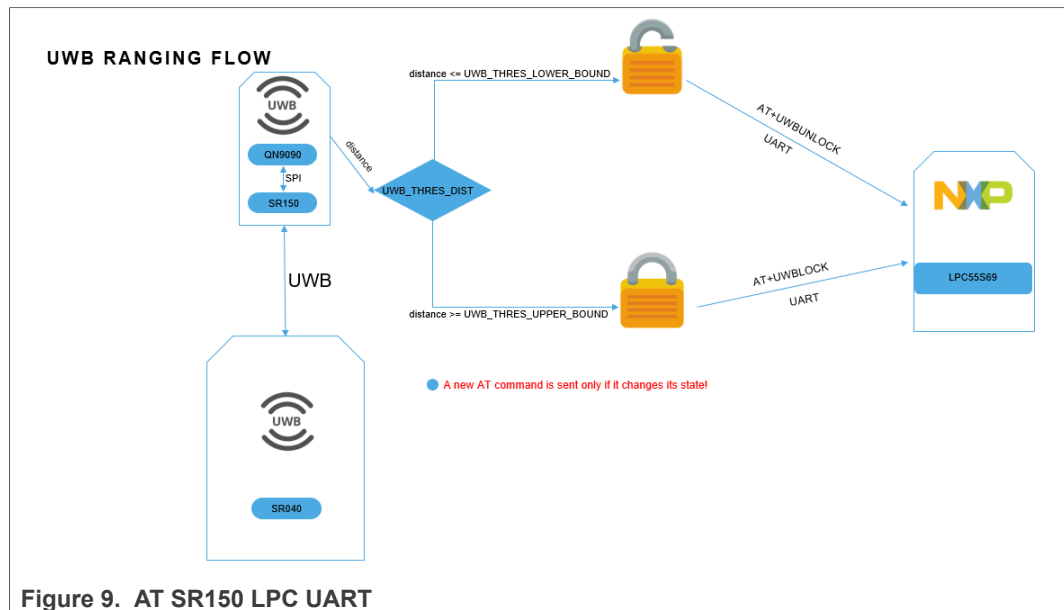 UWB RANGING FLOW
UWB
QN9090
SPI
SR150
distance
UWB_THRES_DIST
distance <= UWB_THRES_LOWER_BOUND
AT+UWBUNLOCK
UART
NXP
LPC55S69
distance >= UWB_THRES_UPPER_BOUND
AT+UWBLOCK
UART
UWB
A new AT command is sent only if it changes its state!
UWB
SR040
Figure 9. AT SR150 LPC UART